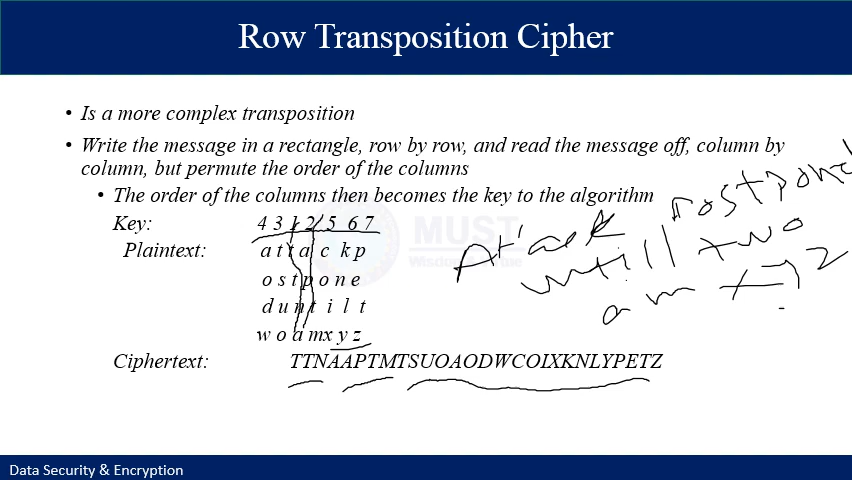 Row Transposition Cipher
• Is a more complex transposition
• Write the message in a rectangle, row by row, and read the message off, column by
column, but permute the order of the columns
• The order of the columns then becomes the key to the algorithm
Key: 4 3 1 2 5 6 7
Plaintext: a t t a c k p
o s t p o n e
d u n t i l t
w o a m x y z
Ciphertext: TTNAAPTMTSUOAODWCOIXKNLYPETZ
MUST
Attack postpone
until two
am xyz
Data Security & Encryption